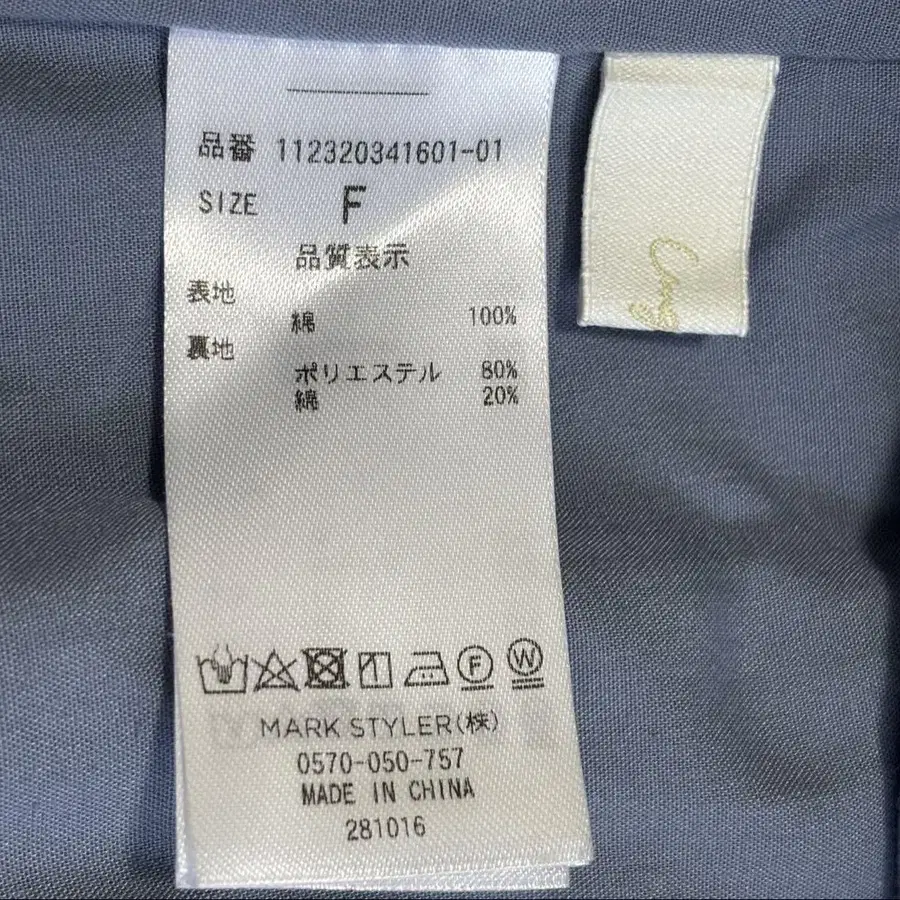 品番 112320341601-01
SIZE F
品質表示
表地
綿 100%
裏地
ポリエステル 80%
綿 20%
F
W
MARK STYLER(株)
0570-050-757
MADE IN CHINA
281016